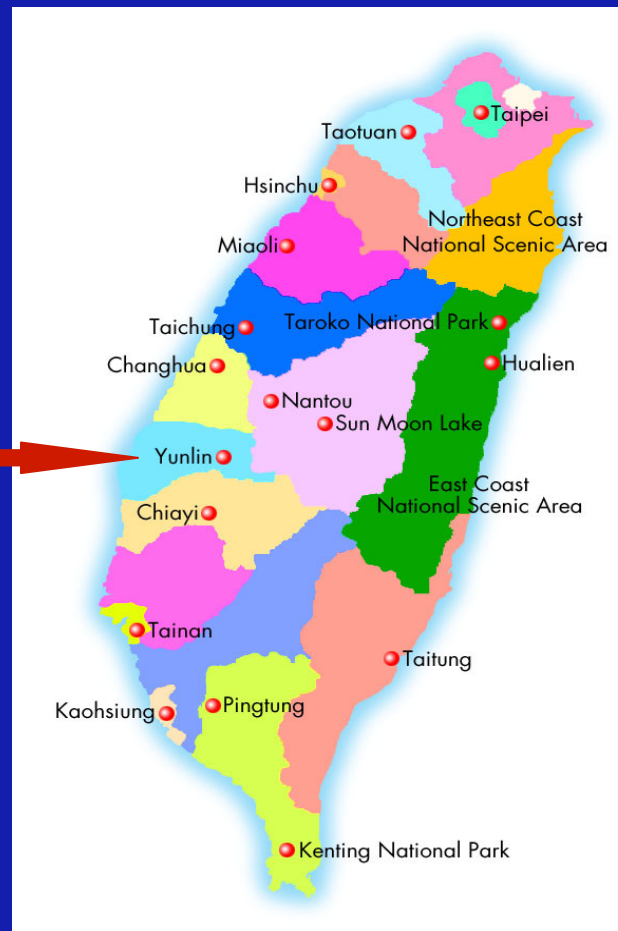 Taipei
Taotuan
Hsinchu
Northeast Coast
National Scenic Area
Miaoli
Taroko National Park
Taichung
Changhua
Hualien
Nantou
Sun Moon Lake
Yunlin
East Coast
National Scenic Area
Chiayi
Tainan
Taitung
Kaohsiung
Pingtung
Kenting National Park